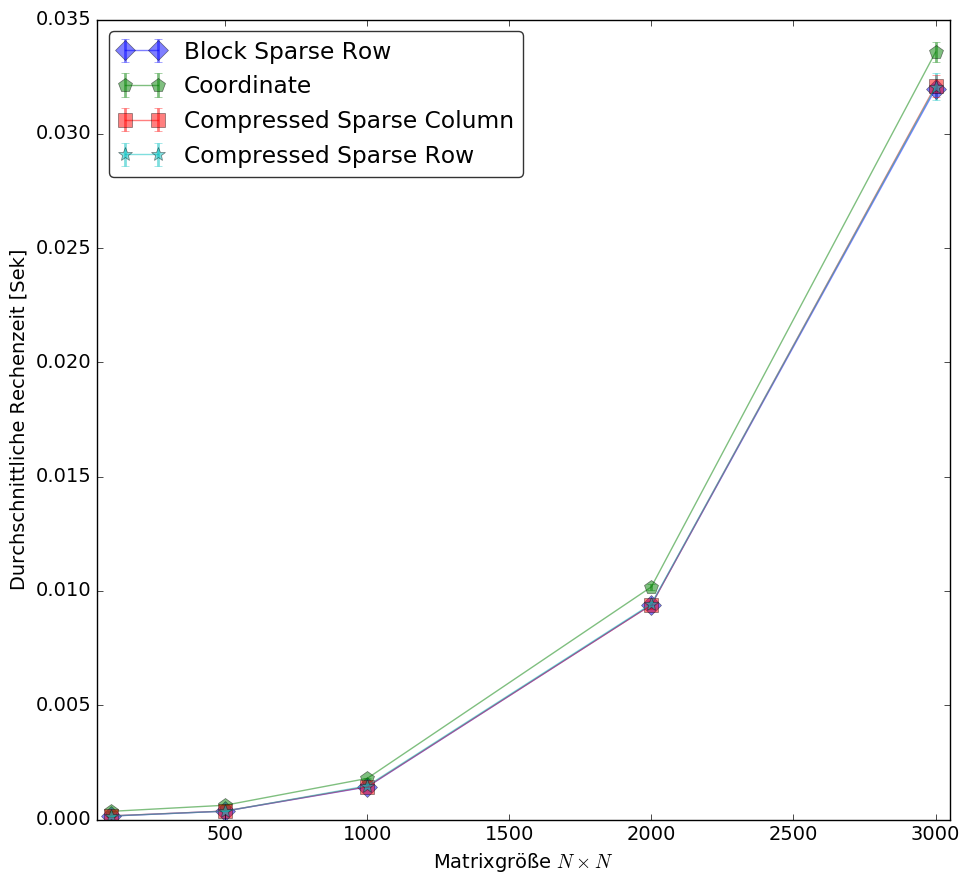 0.035
0.030
0.025
0.020
0.015
0.010
0.005
0.000
Durchschnittliche Rechenzeit [Sek]
Block Sparse Row
Coordinate
Compressed Sparse Column
Compressed Sparse Row
500 1000 1500 2000 2500 3000
Matrixgröße N × N